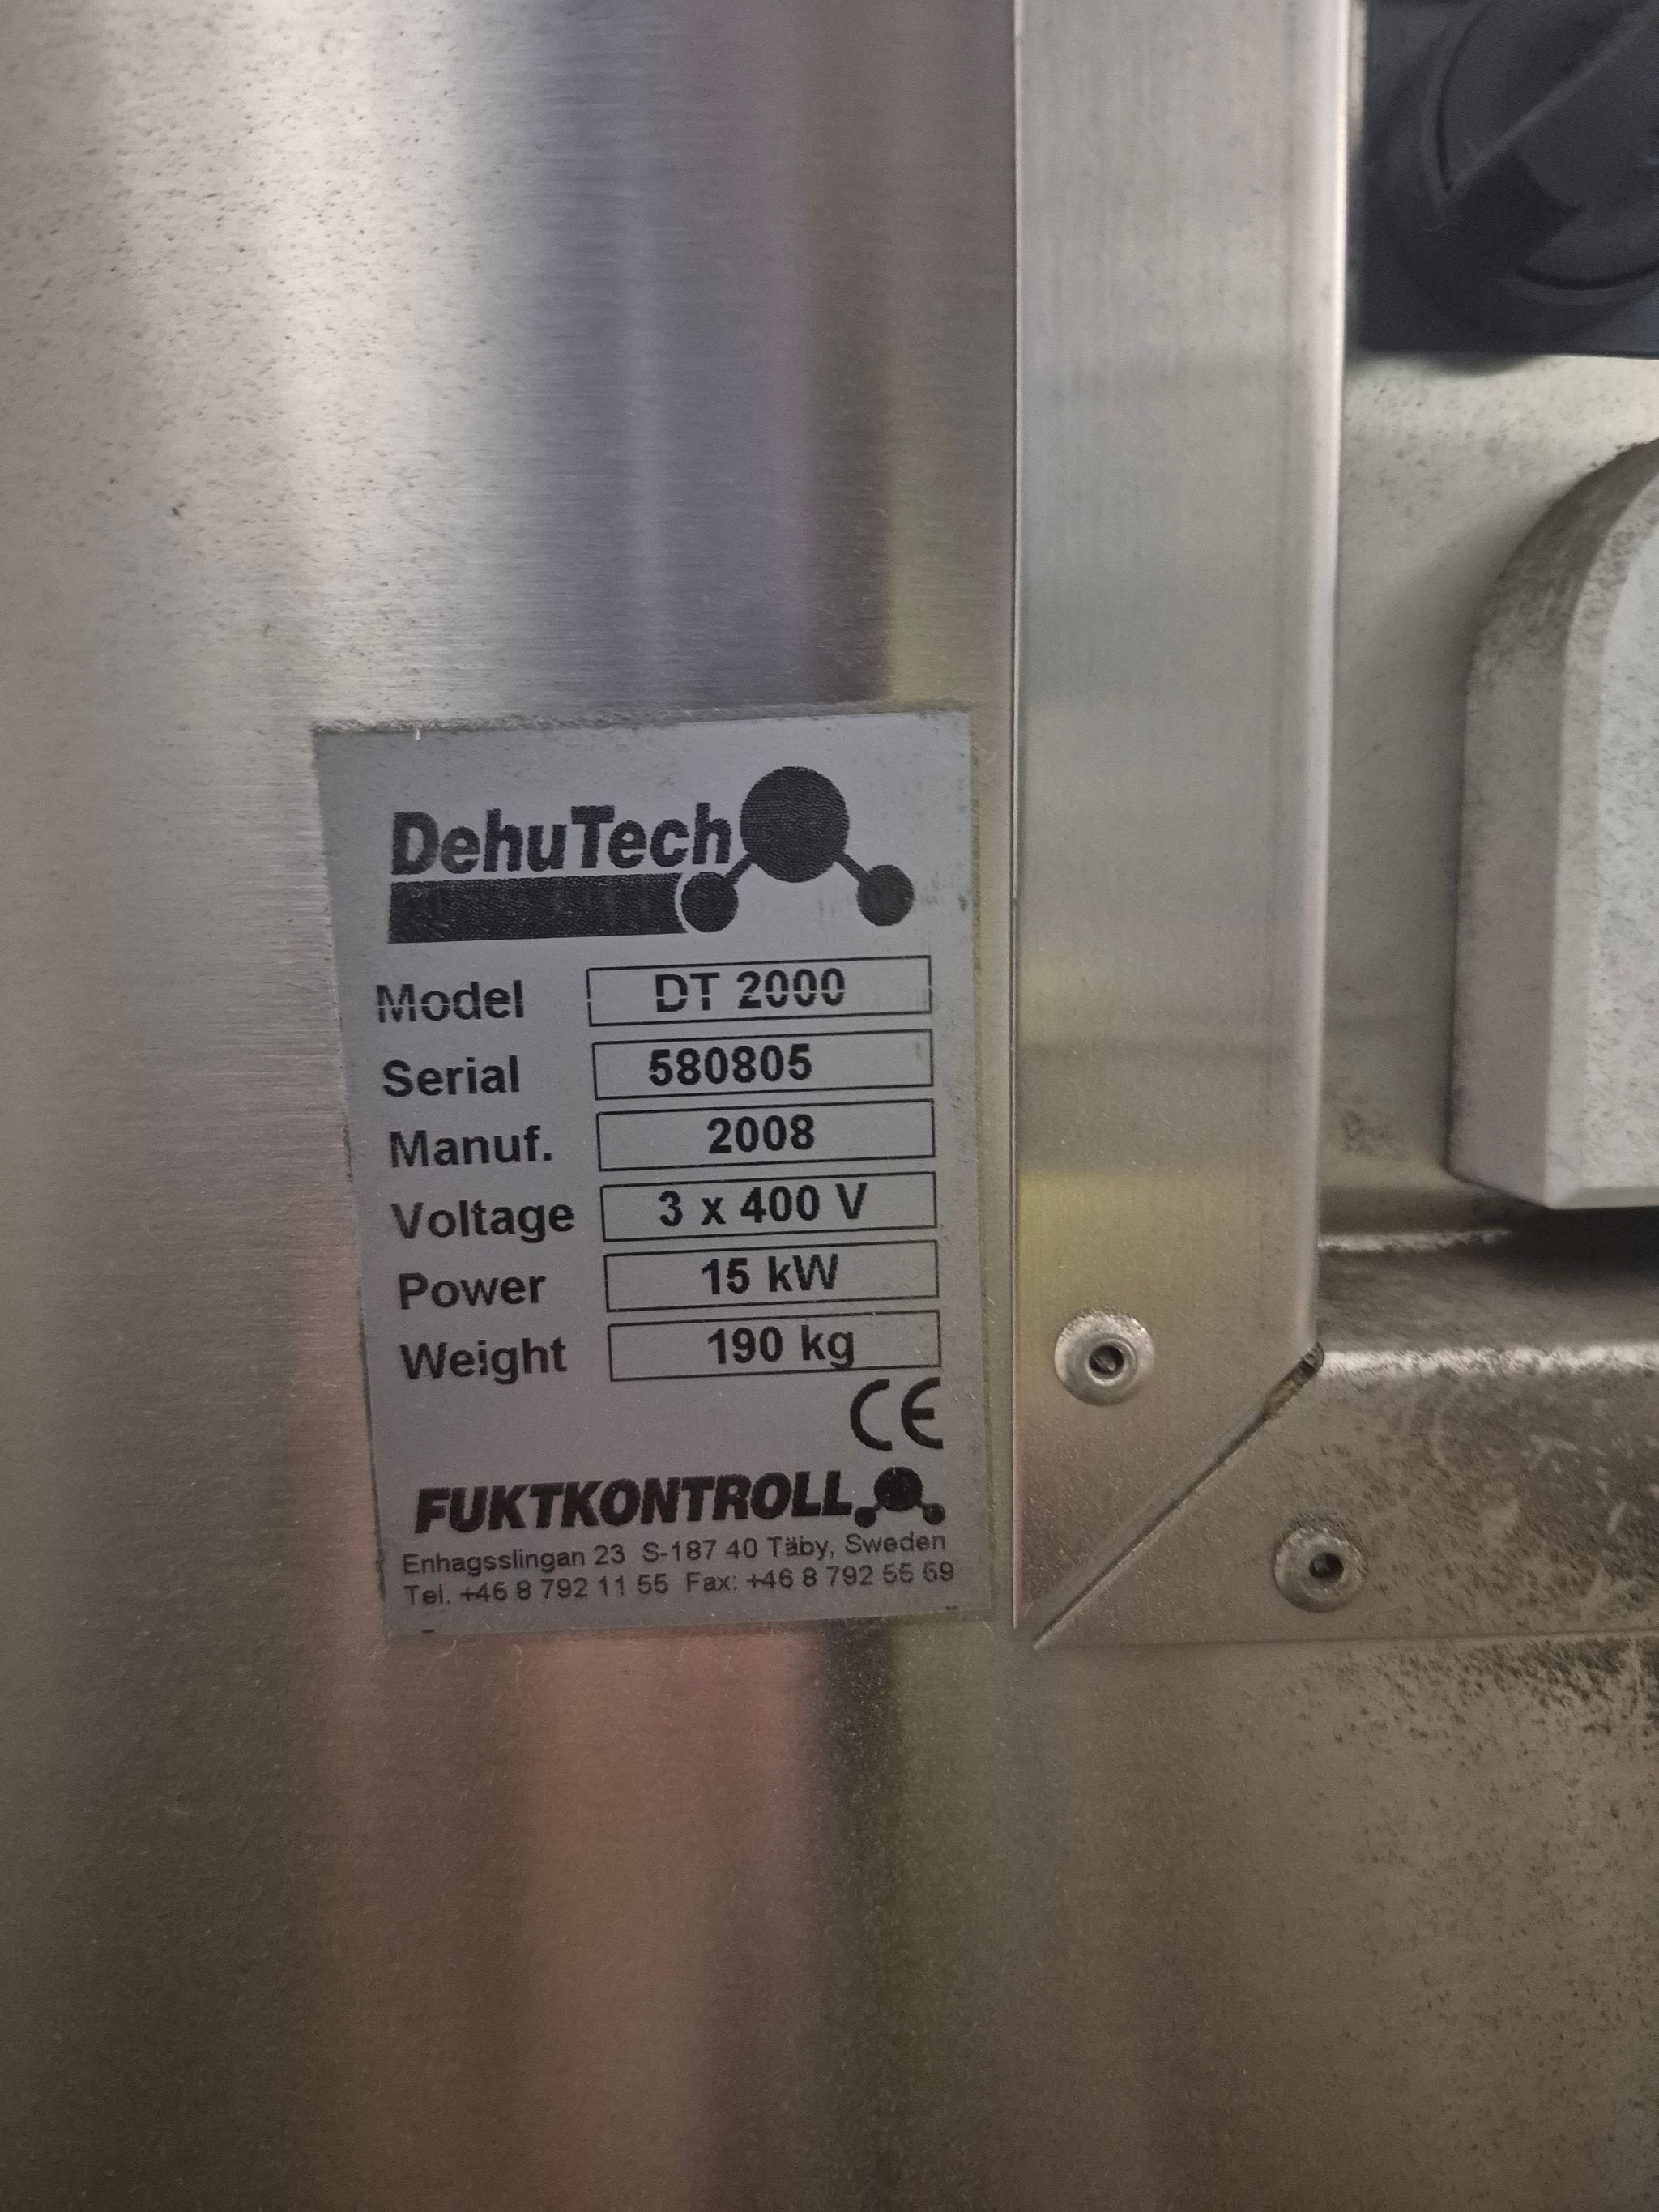 DehuTech
Model DT 2000
Serial 580805
Manuf. 2008
Voltage 3 x 400 V
Power 15 kW
Weight 190 kg
CE
FUKTKONTROLL
Enhagsslingan 23 S-187 40 Täby, Sweden
Tel. +46 8 792 11 55 Fax: +46 8 792 55 59